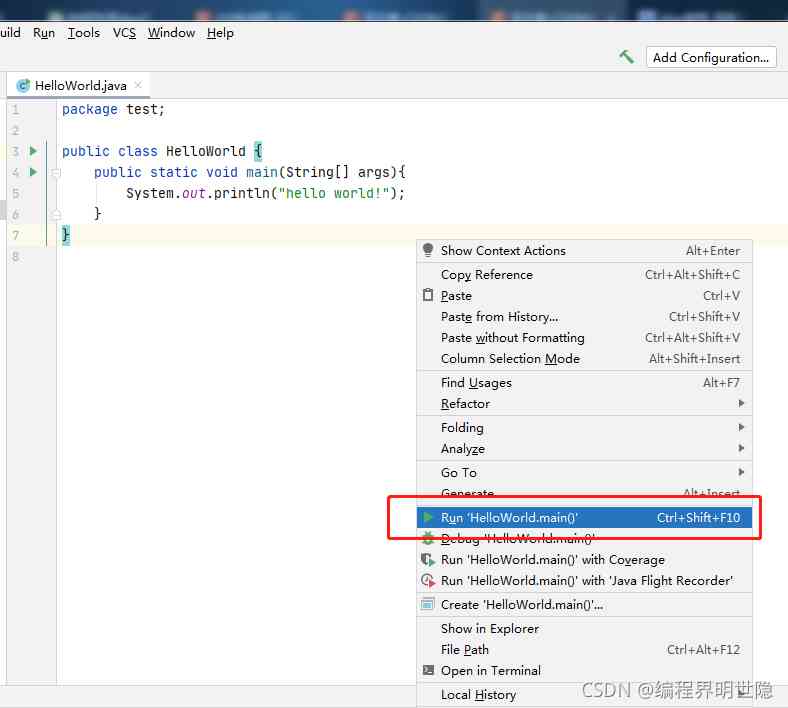 uild Run Tools VCS Window Help
Add Configuration...
HelloWorld.java
1 package test;
2
3 public class HelloWorld {
4 public static void main(String[] args){
5 System.out.println("hello world!");
6 }
7 }
8
Show Context Actions Alt+Enter
Copy Reference Ctrl+Alt+Shift+C
Paste Ctrl+V
Paste from History... Ctrl+Shift+V
Paste without Formatting Ctrl+Alt+Shift+V
Column Selection Mode Alt+Shift+Insert
Find Usages Alt+F7
Refactor
Folding
Analyze
Go To
Generate Alt+Insert
Run 'HelloWorld.main()' Ctrl+Shift+F10
Debug 'HelloWorld.main()'
Run 'HelloWorld.main()' with Coverage
Run 'HelloWorld.main()' with 'Java Flight Recorder'
Create 'HelloWorld.main()'...
Show in Explorer
File Path Ctrl+Alt+F12
Open in Terminal
Local History
CSDN @编程界明世隐